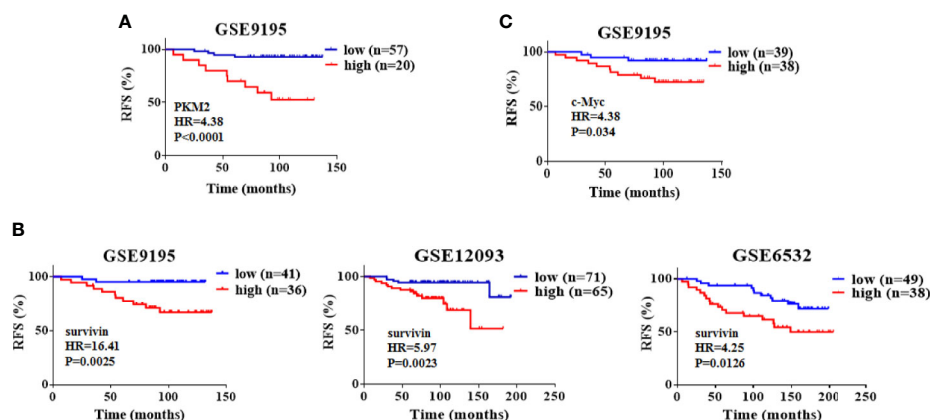 A
GSE9195
low (n=57)
high (n=20)
RFS (%)
100
50
0
PKM2
HR=4.38
P<0.0001
0 50 100 150
Time (months)
C
GSE9195
low (n=39)
high (n=38)
RFS (%)
100
50
0
c-Myc
HR=4.38
P=0.034
0 50 100 150
Time (months)
B
GSE9195
low (n=41)
high (n=36)
RFS (%)
100
50
0
survivin
HR=16.41
P=0.0025
0 50 100 150
Time (months)
GSE12093
low (n=71)
high (n=65)
RFS (%)
100
50
0
survivin
HR=5.97
P=0.0023
0 50 100 150 200 250
Time (months)
GSE6532
low (n=49)
high (n=38)
RFS (%)
100
50
0
survivin
HR=4.25
P=0.0126
0 50 100 150 200 250
Time (months)